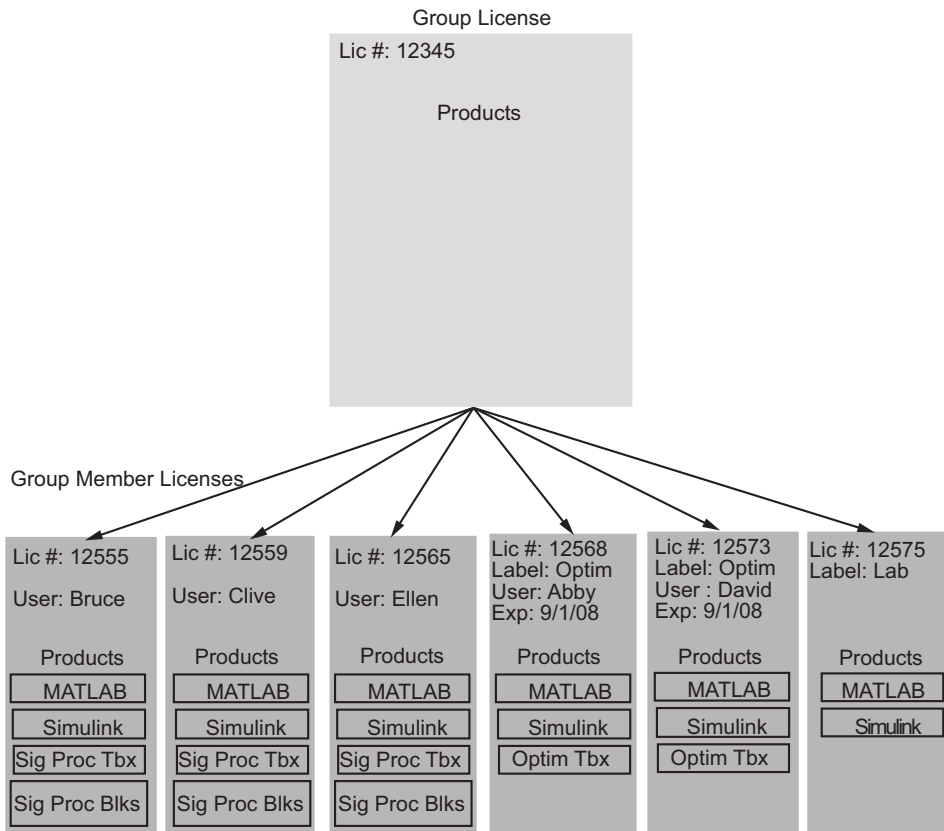 Group License
Lic #: 12345
Products
Group Member Licenses
Lic #: 12555
User: Bruce
Products
MATLAB
Simulink
Sig Proc Tbx
Sig Proc Blks
Lic #: 12559
User: Clive
Products
MATLAB
Simulink
Sig Proc Tbx
Sig Proc Blks
Lic #: 12565
User: Ellen
Products
MATLAB
Simulink
Sig Proc Tbx
Sig Proc Blks
Lic #: 12568
Label: Optim
User: Abby
Exp: 9/1/08
Products
MATLAB
Simulink
Optim Tbx
Lic #: 12573
Label: Optim
User : David
Exp: 9/1/08
Products
MATLAB
Simulink
Optim Tbx
Lic #: 12575
Label: Lab
Products
MATLAB
Simulink